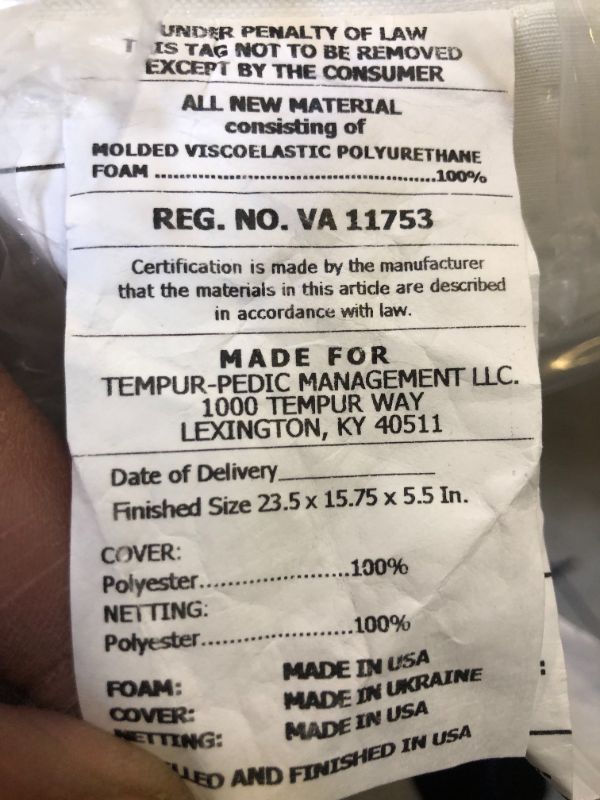 UNDER PENALTY OF LAW
T IS TAG NOT TO BE REMOVED
EXCEPT BY THE CONSUMER
ALL NEW MATERIAL
consisting of
MOLDED VISCOELASTIC POLYURETHANE
FOAM ..........................................100%
REG. NO. VA 11753
Certification is made by the manufacturer
that the materials in this article are described
in accordance with law.
MADE FOR
TEMPUR-PEDIC MANAGEMENT LLC.
1000 TEMPUR WAY
LEXINGTON, KY 40511
Date of Delivery
Finished Size 23.5 x 15.75 x 5.5 In.
COVER:
Polyester.......................100%
NETTING:
Polyester.......................100%
FOAM: MADE IN USA
COVER: MADE IN UKRAINE
NETTING: MADE IN USA
LLED AND FINISHED IN USA